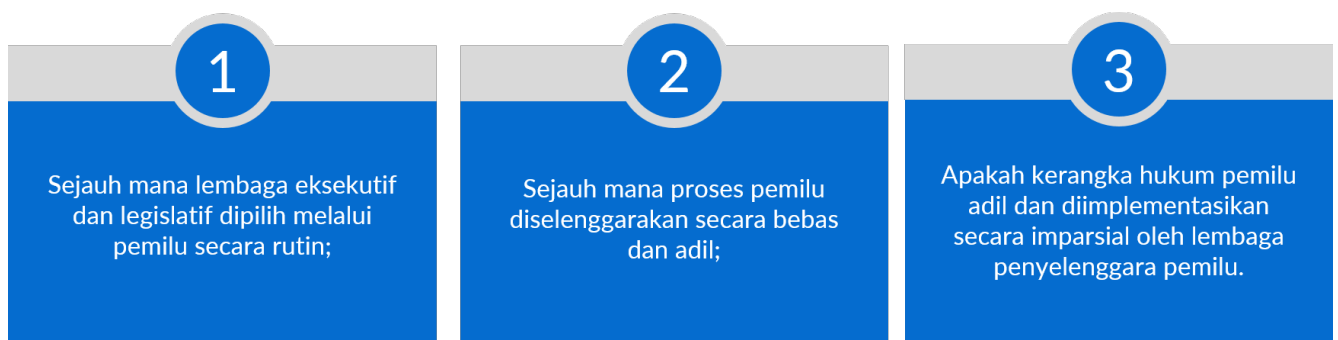 1
Sejauh mana lembaga eksekutif
dan legislatif dipilih melalui
pemilu secara rutin;
2
Sejauh mana proses pemilu
diselenggarakan secara bebas
dan adil;
3
Apakah kerangka hukum pemilu
adil dan diimplementasikan
secara imparsial oleh lembaga
penyelenggara pemilu.